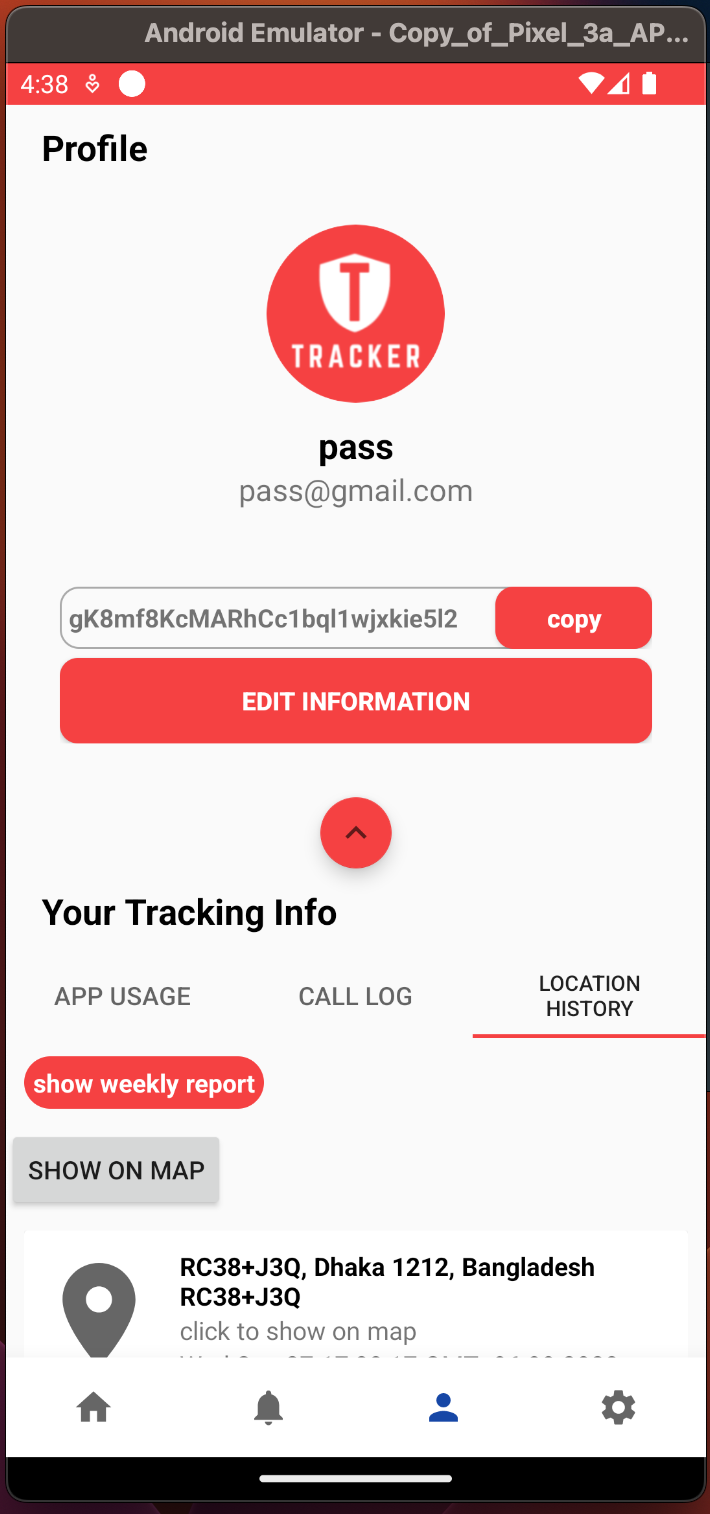 Android Emulator - Copy_of_Pixel_3a_AP...
4:38
Profile
T
TRACKER
pass
pass@gmail.com
gK8mf8KcMARhCc1bql1wjxkie5l2 copy
EDIT INFORMATION
Your Tracking Info
APP USAGE CALL LOG LOCATION
HISTORY
show weekly report
SHOW ON MAP
RC38+J3Q, Dhaka 1212, Bangladesh
RC38+J3Q
click to show on map